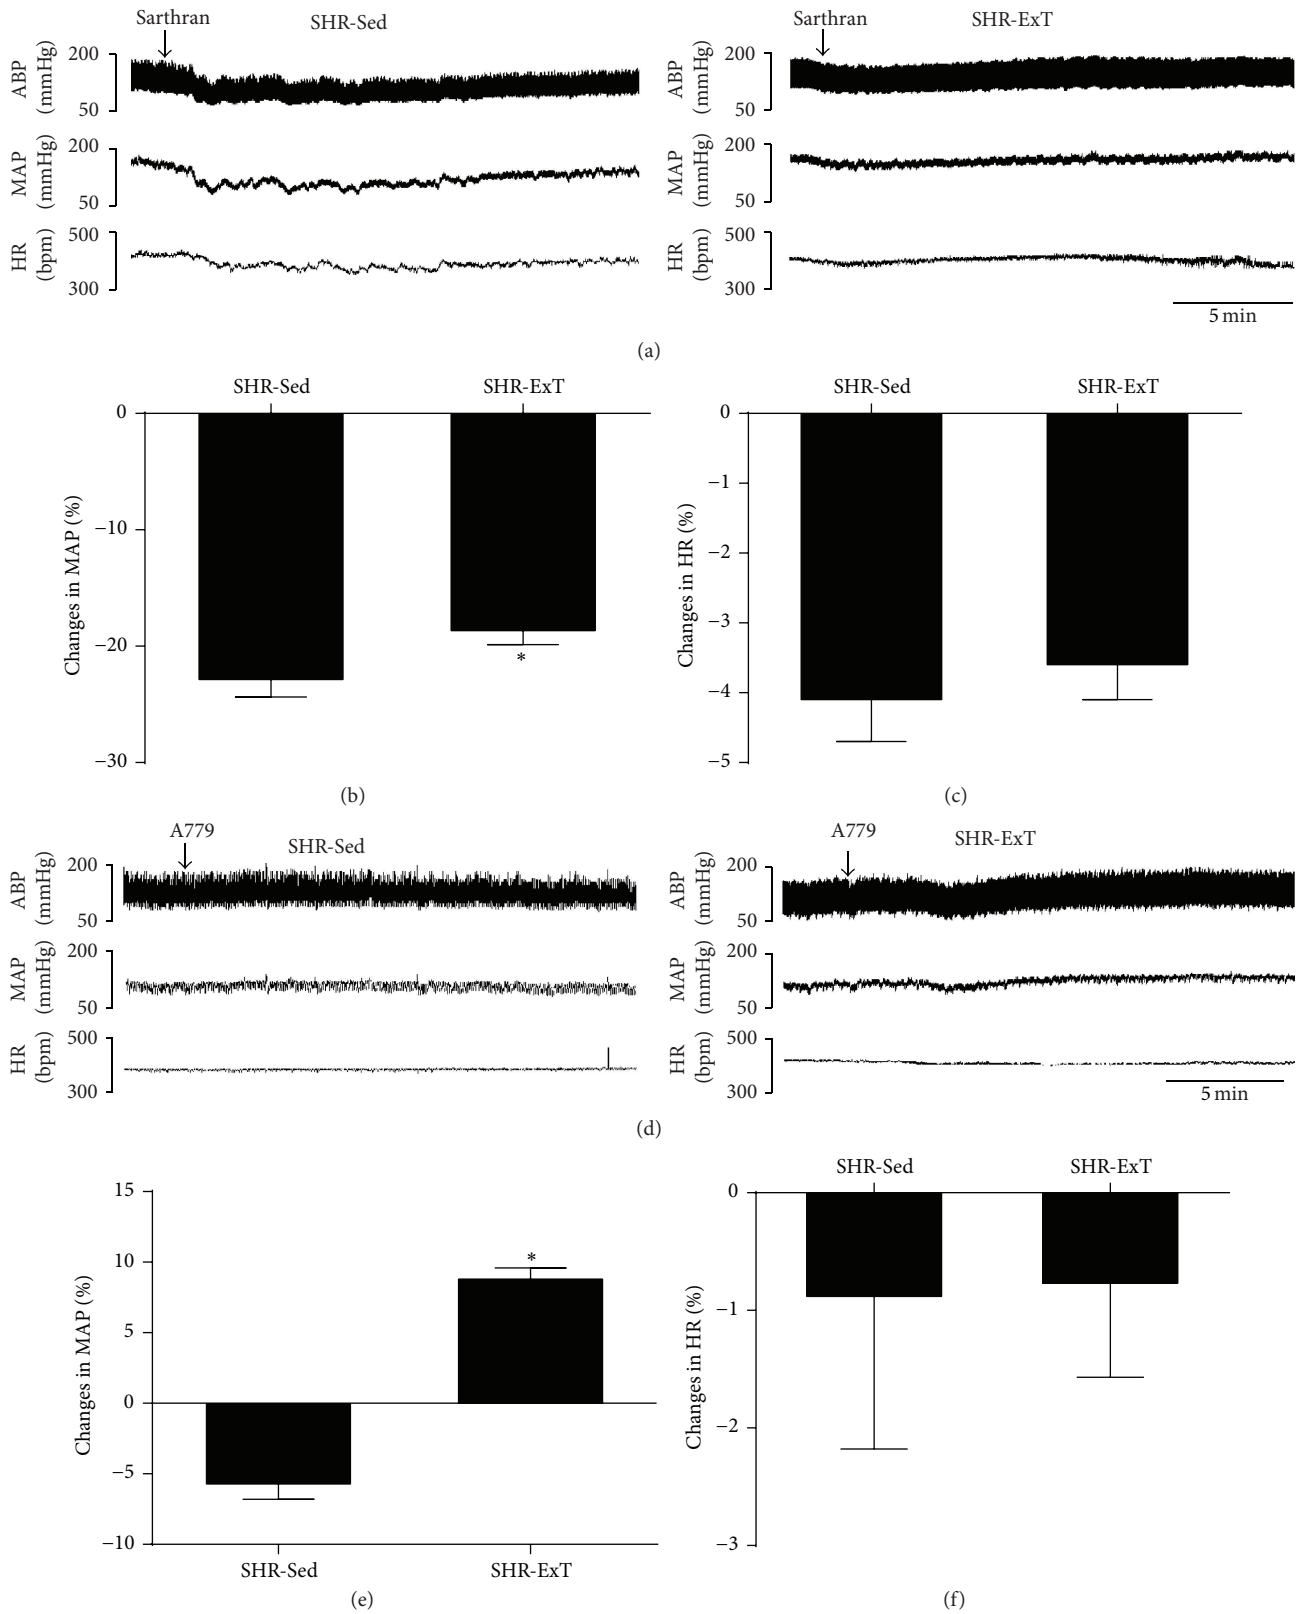 Sarthran
SHR-Sed
ABP
(mmHg)
200
50
MAP
(mmHg)
200
50
HR
(bpm)
500
300
Sarthran
SHR-ExT
ABP
(mmHg)
200
50
MAP
(mmHg)
200
50
HR
(bpm)
500
300
5 min
(a)
SHR-Sed
SHR-ExT
0
−10
−20
−30
Changes in MAP (%)
*
(b)
SHR-Sed
SHR-ExT
0
−1
−2
−3
−4
−5
Changes in HR (%)
(c)
A779
SHR-Sed
ABP
(mmHg)
200
50
MAP
(mmHg)
200
50
HR
(bpm)
500
300
A779
SHR-ExT
ABP
(mmHg)
200
50
MAP
(mmHg)
200
50
HR
(bpm)
500
300
5 min
(d)
15
10
5
0
−5
−10
Changes in MAP (%)
*
SHR-Sed
SHR-ExT
(e)
SHR-Sed
SHR-ExT
0
−1
−2
−3
Changes in HR (%)
(f)